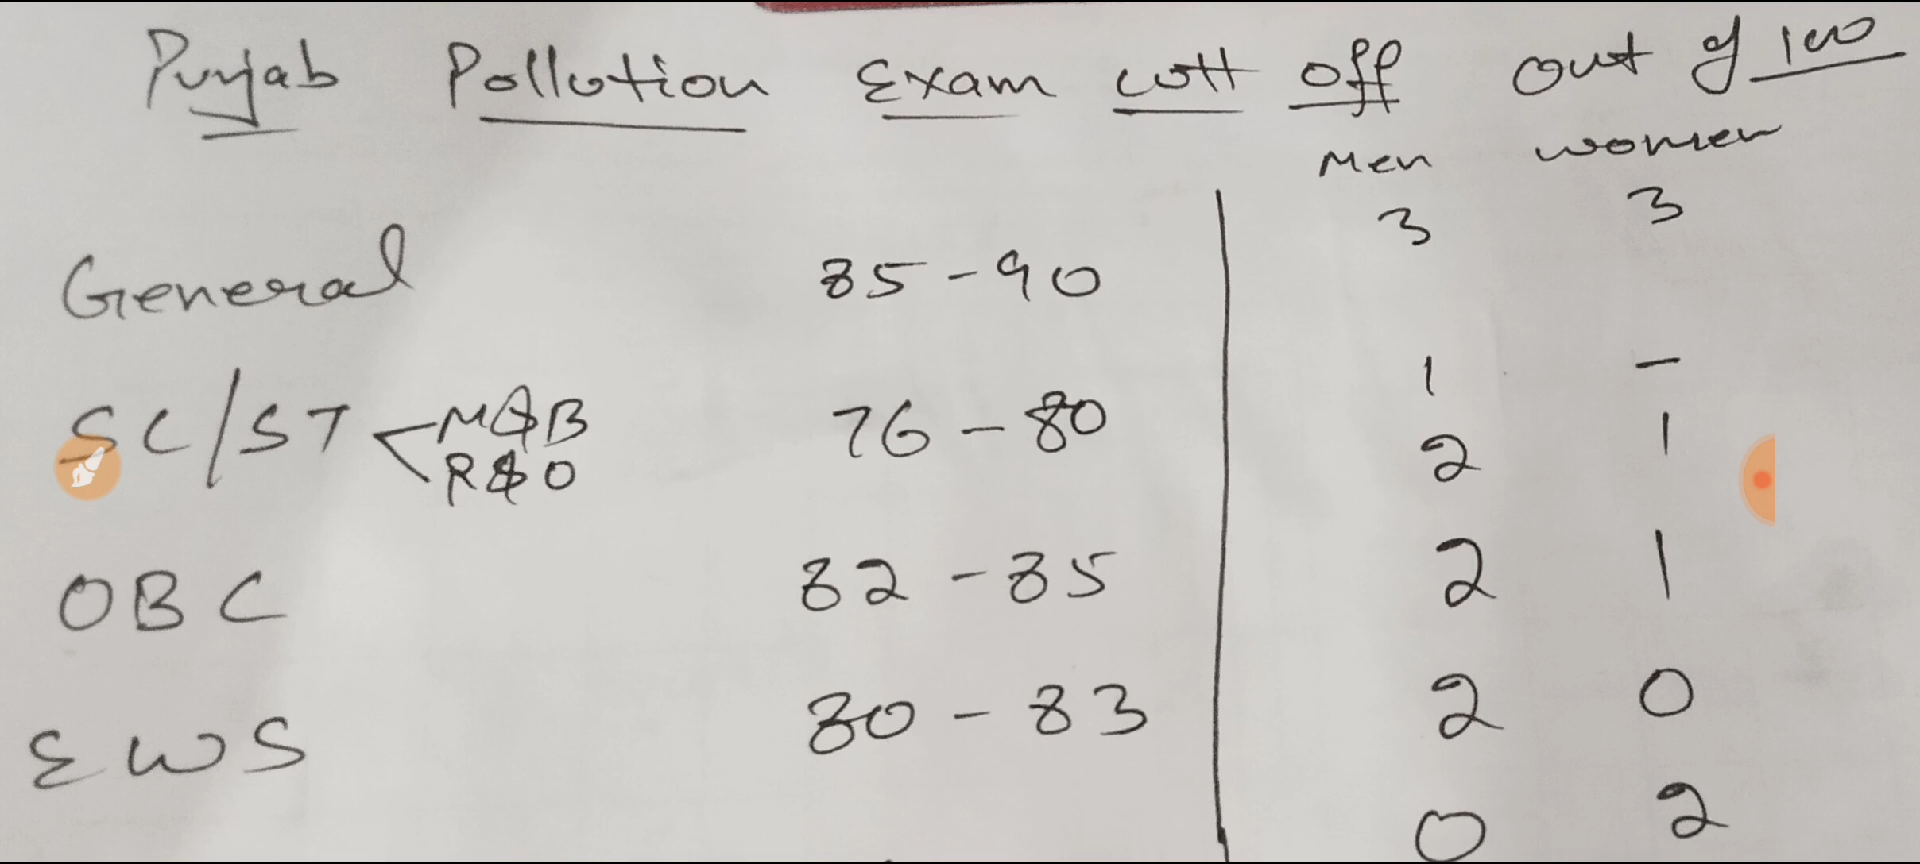 Punjab Pollution Exam cutt off out of 100
Men women
3 3
General 85-90
1 -
SC/ST M&B 76-80
R&O 2 1
OBC 82-85 2 1
EWS 80-83 2 0
0 2